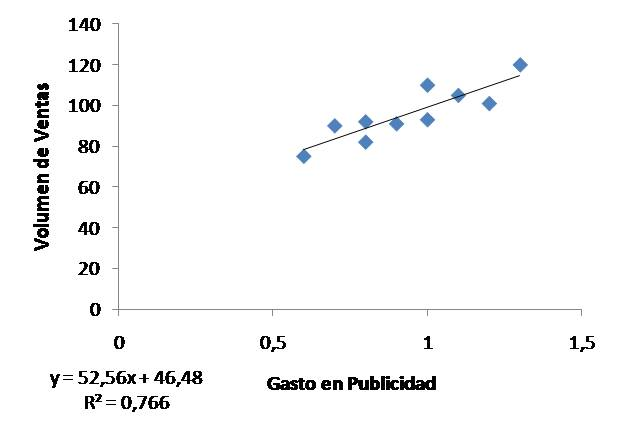 140
120
100
80
60
40
20
0
Volumen de Ventas
0 0,5 1 1,5
Gasto en Publicidad
y = 52,56x + 46,48
R² = 0,766